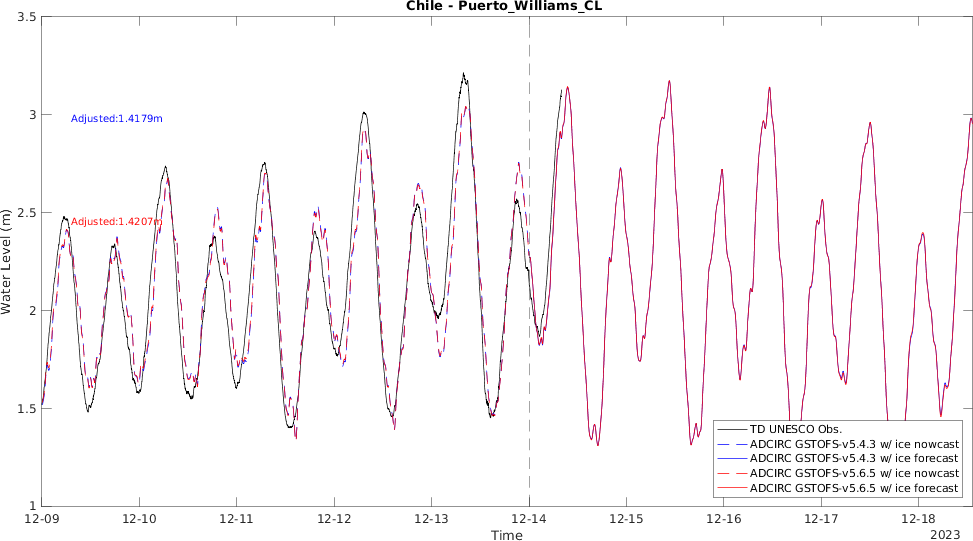 Chile - Puerto_Williams_CL
3.5
Adjusted:1.4179m
3
Adjusted:1.4207m
2.5
Water Level (m)
2
1.5
1
TD UNESCO Obs.
ADCIRC GSTOFS-v5.4.3 w/ ice nowcast
ADCIRC GSTOFS-v5.4.3 w/ ice forecast
ADCIRC GSTOFS-v5.6.5 w/ ice nowcast
ADCIRC GSTOFS-v5.6.5 w/ ice forecast
12-09 12-10 12-11 12-12 12-13 12-14 12-15 12-16 12-17 12-18
Time
2023